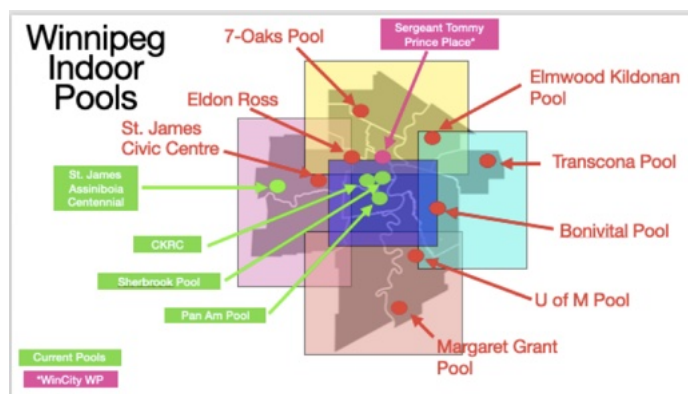 Winnipeg
Indoor
Pools
7-Oaks Pool
Sergeant Tommy
Prince Place*
Elmwood Kildonan
Pool
Eldon Ross
St. James
Civic Centre
Transcona Pool
St. James
Assiniboia
Centennial
Bonivital Pool
CKRC
Sherbrook Pool
U of M Pool
Pan Am Pool
Margaret Grant
Pool
Current Pools
*WinCity WP